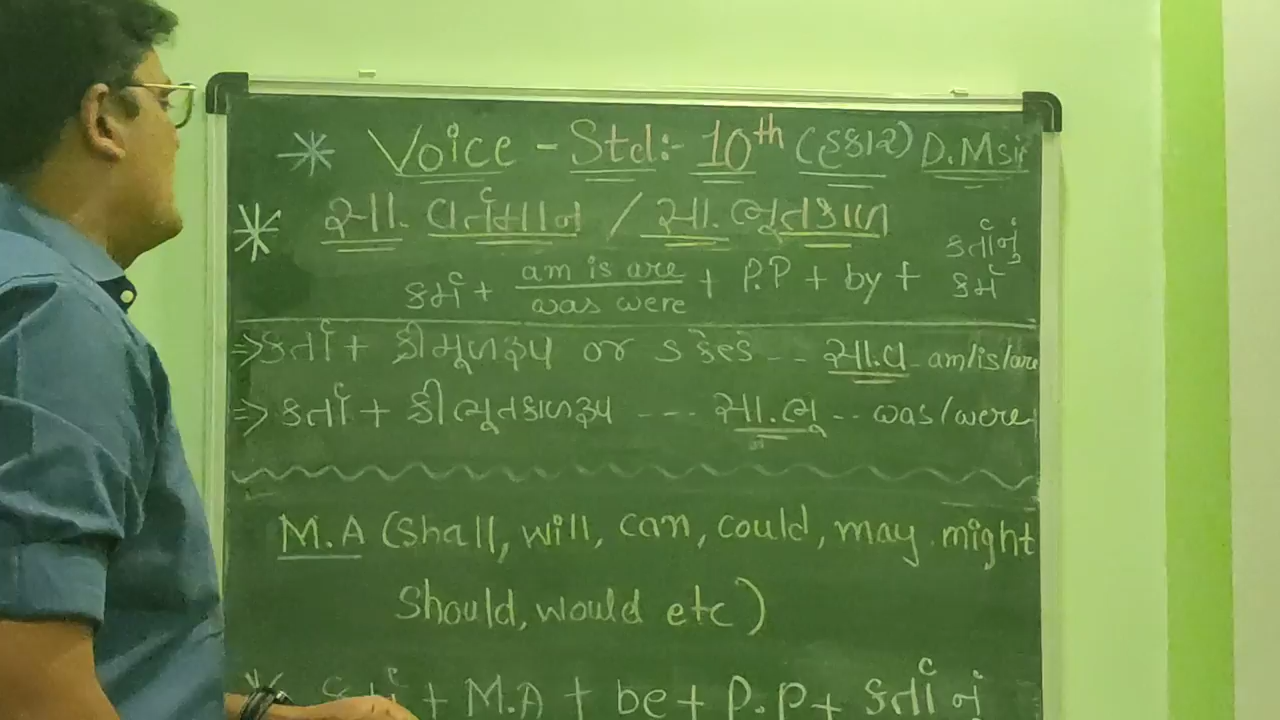 * Voice - Std:- 10th (હકાર) D.M sir
* સા. વર્તમાન / સા. ભૂતકાળ
કર્મ + am is are / was were + P.P + by + કર્તાનું કર્મ
⇒ કર્તા + ક્રીમૂળરૂપ or s કે es -- સા.વ - am/is/are
⇒ કર્તા + ક્રી ભૂતકાળરૂપ --- સા.ભૂ -- was/were
M.A (shall, will, can, could, may, might
should, would etc)
* કર્મ + M.A + be + P.P + કર્તાનું